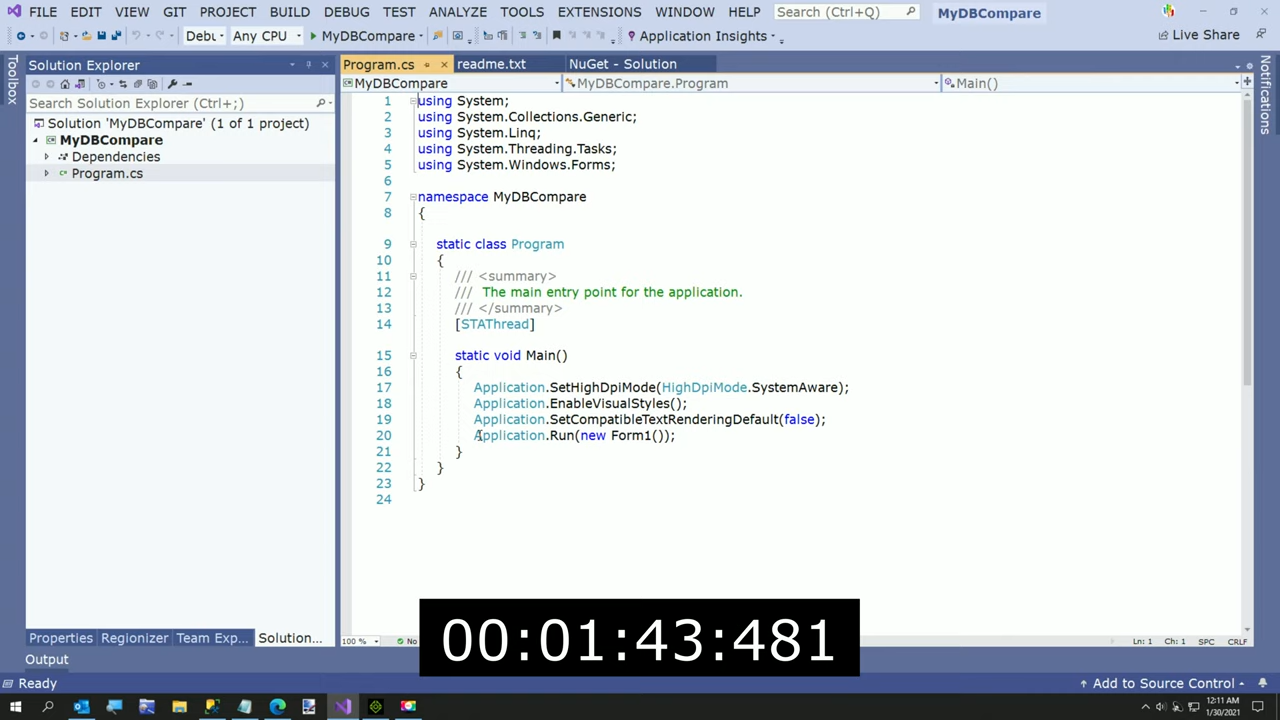 FILE EDIT VIEW GIT PROJECT BUILD DEBUG TEST ANALYZE TOOLS EXTENSIONS WINDOW HELP Search (Ctrl+Q) MyDBCompare
Debu Any CPU MyDBCompare Application Insights Live Share
Toolbox
Solution Explorer
Search Solution Explorer (Ctrl+;)
Solution 'MyDBCompare' (1 of 1 project)
MyDBCompare
Dependencies
Program.cs
Properties Regionizer Team Exp... Solution...
Program.cs readme.txt NuGet - Solution
MyDBCompare MyDBCompare.Program Main()
1 using System;
2 using System.Collections.Generic;
3 using System.Linq;
4 using System.Threading.Tasks;
5 using System.Windows.Forms;
6
7 namespace MyDBCompare
8 {
9 static class Program
10 {
11 /// <summary>
12 /// The main entry point for the application.
13 /// </summary>
14 [STAThread]
15 static void Main()
16 {
17 Application.SetHighDpiMode(HighDpiMode.SystemAware);
18 Application.EnableVisualStyles();
19 Application.SetCompatibleTextRenderingDefault(false);
20 Application.Run(new Form1());
21 }
22 }
23 }
24
Notifications
100 % No Ln: 1 Ch: 1 SPC CRLF
00:01:43:481
Output
Ready Add to Source Control
12:11 AM
1/30/2021